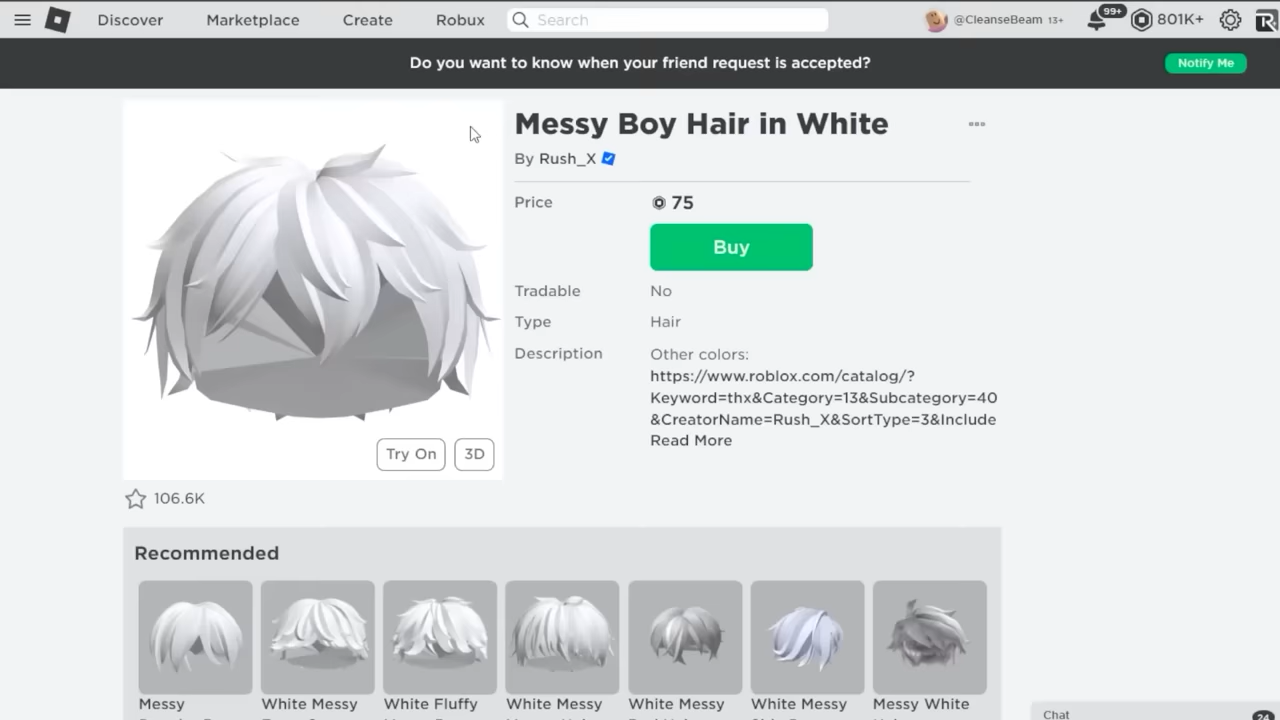 Discover Marketplace Create Robux Search @CleanseBeam 13+ 99+ 801K+
Do you want to know when your friend request is accepted? Notify Me
Messy Boy Hair in White
By Rush_X
Price 75
Buy
Tradable No
Type Hair
Description Other colors:
https://www.roblox.com/catalog/?
Keyword=thx&Category=13&Subcategory=40
&CreatorName=Rush_X&SortType=3&Include
Read More
Try On 3D
106.6K
Recommended
Messy White Messy White Fluffy White Messy White Messy White Messy Messy White
Chat